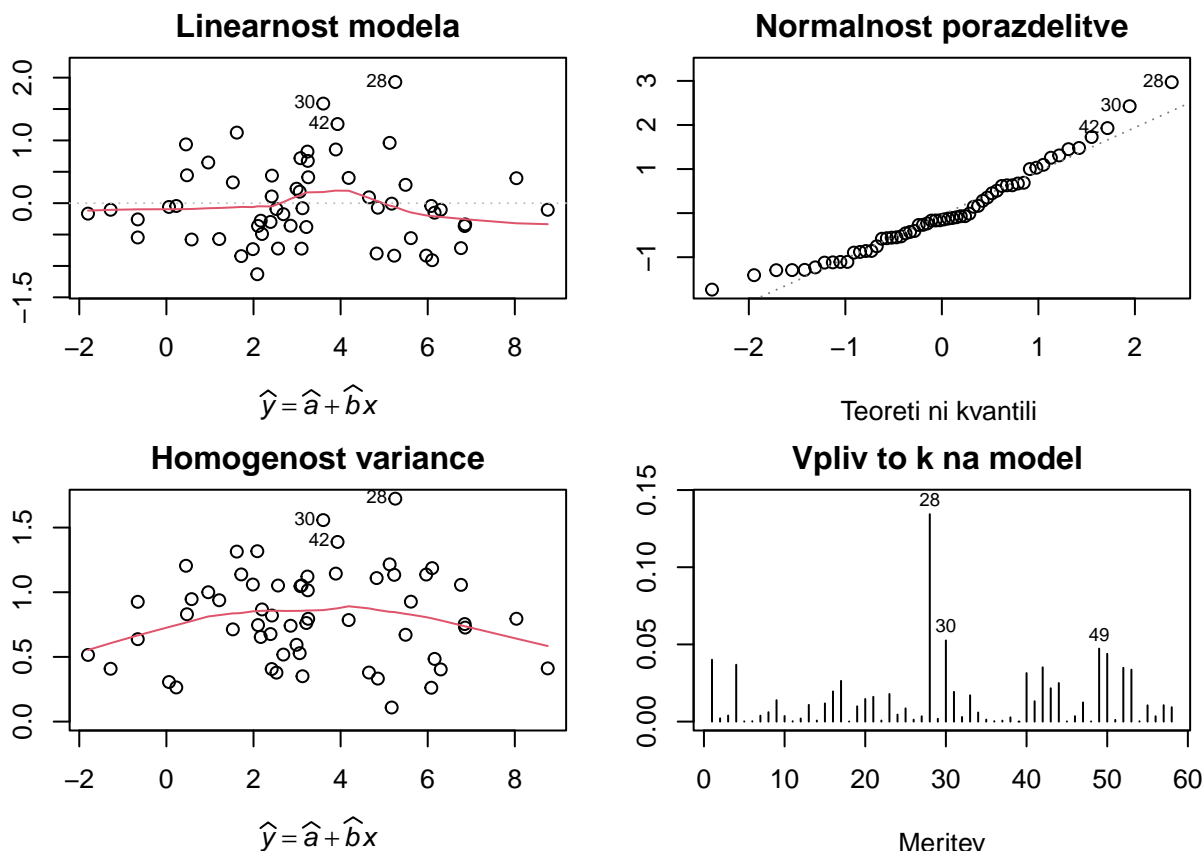 Linearnost modela
2.0
1.0
0.0
−1.5
28
30
42
−2 0 2 4 6 8
ŷ = â + b̂x
Normalnost porazdelitve
3
1
−1
28
30
42
−2 −1 0 1 2
Teoreti ni kvantili
Homogenost variance
1.5
1.0
0.5
0.0
28
30
42
−2 0 2 4 6 8
ŷ = â + b̂x
Vpliv to k na model
0.15
0.10
0.05
0.00
28
30
49
0 10 20 30 40 50 60
Meritev